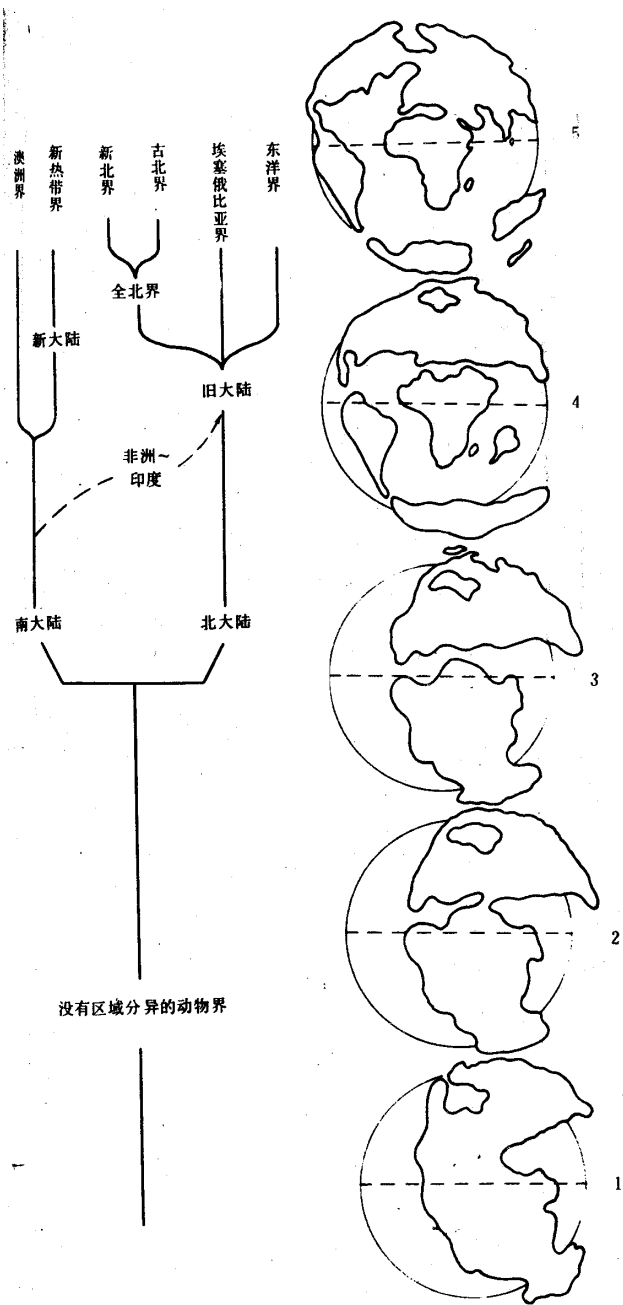 澳洲界
新热带界
新北界
古北界
埃塞俄比亚界
东洋界
5
全北界
新大陆
旧大陆
4
非洲~
印度
南大陆
北大陆
3
2
没有区域分异的动物界
1